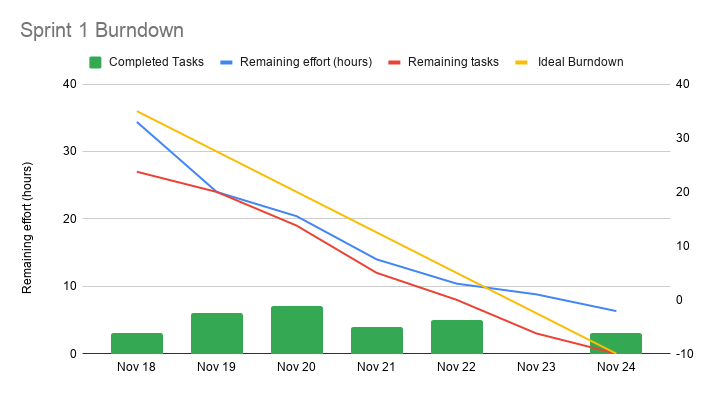 Sprint 1 Burndown
Completed Tasks Remaining effort (hours) Remaining tasks Ideal Burndown
Remaining effort (hours)
40 40
30 30
20 20
10 10
0 0
-10
Nov 18 Nov 19 Nov 20 Nov 21 Nov 22 Nov 23 Nov 24